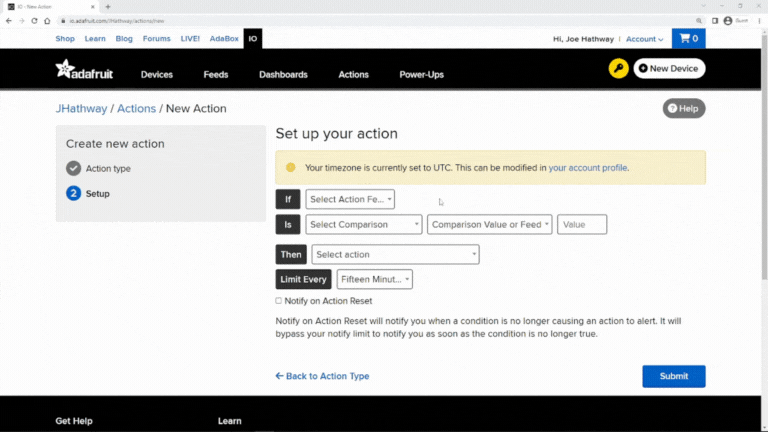 IO - New Action
io.adafruit.com/JHathway/actions/new
Guest
Shop Learn Blog Forums LIVE! AdaBox IO
Hi, Joe Hathway | Account 0
adafruit Devices Feeds Dashboards Actions Power-Ups New Device
JHathway / Actions / New Action
Help
Create new action
Action type
2 Setup
Set up your action
Your timezone is currently set to UTC. This can be modified in your account profile.
If Select Action Fe...
Is Select Comparison Comparison Value or Feed Value
Then Select action
Limit Every Fifteen Minut...
Notify on Action Reset
Notify on Action Reset will notify you when a condition is no longer causing an action to alert. It will
bypass your notify limit to notify you as soon as the condition is no longer true.
Back to Action Type Submit
Get Help Learn